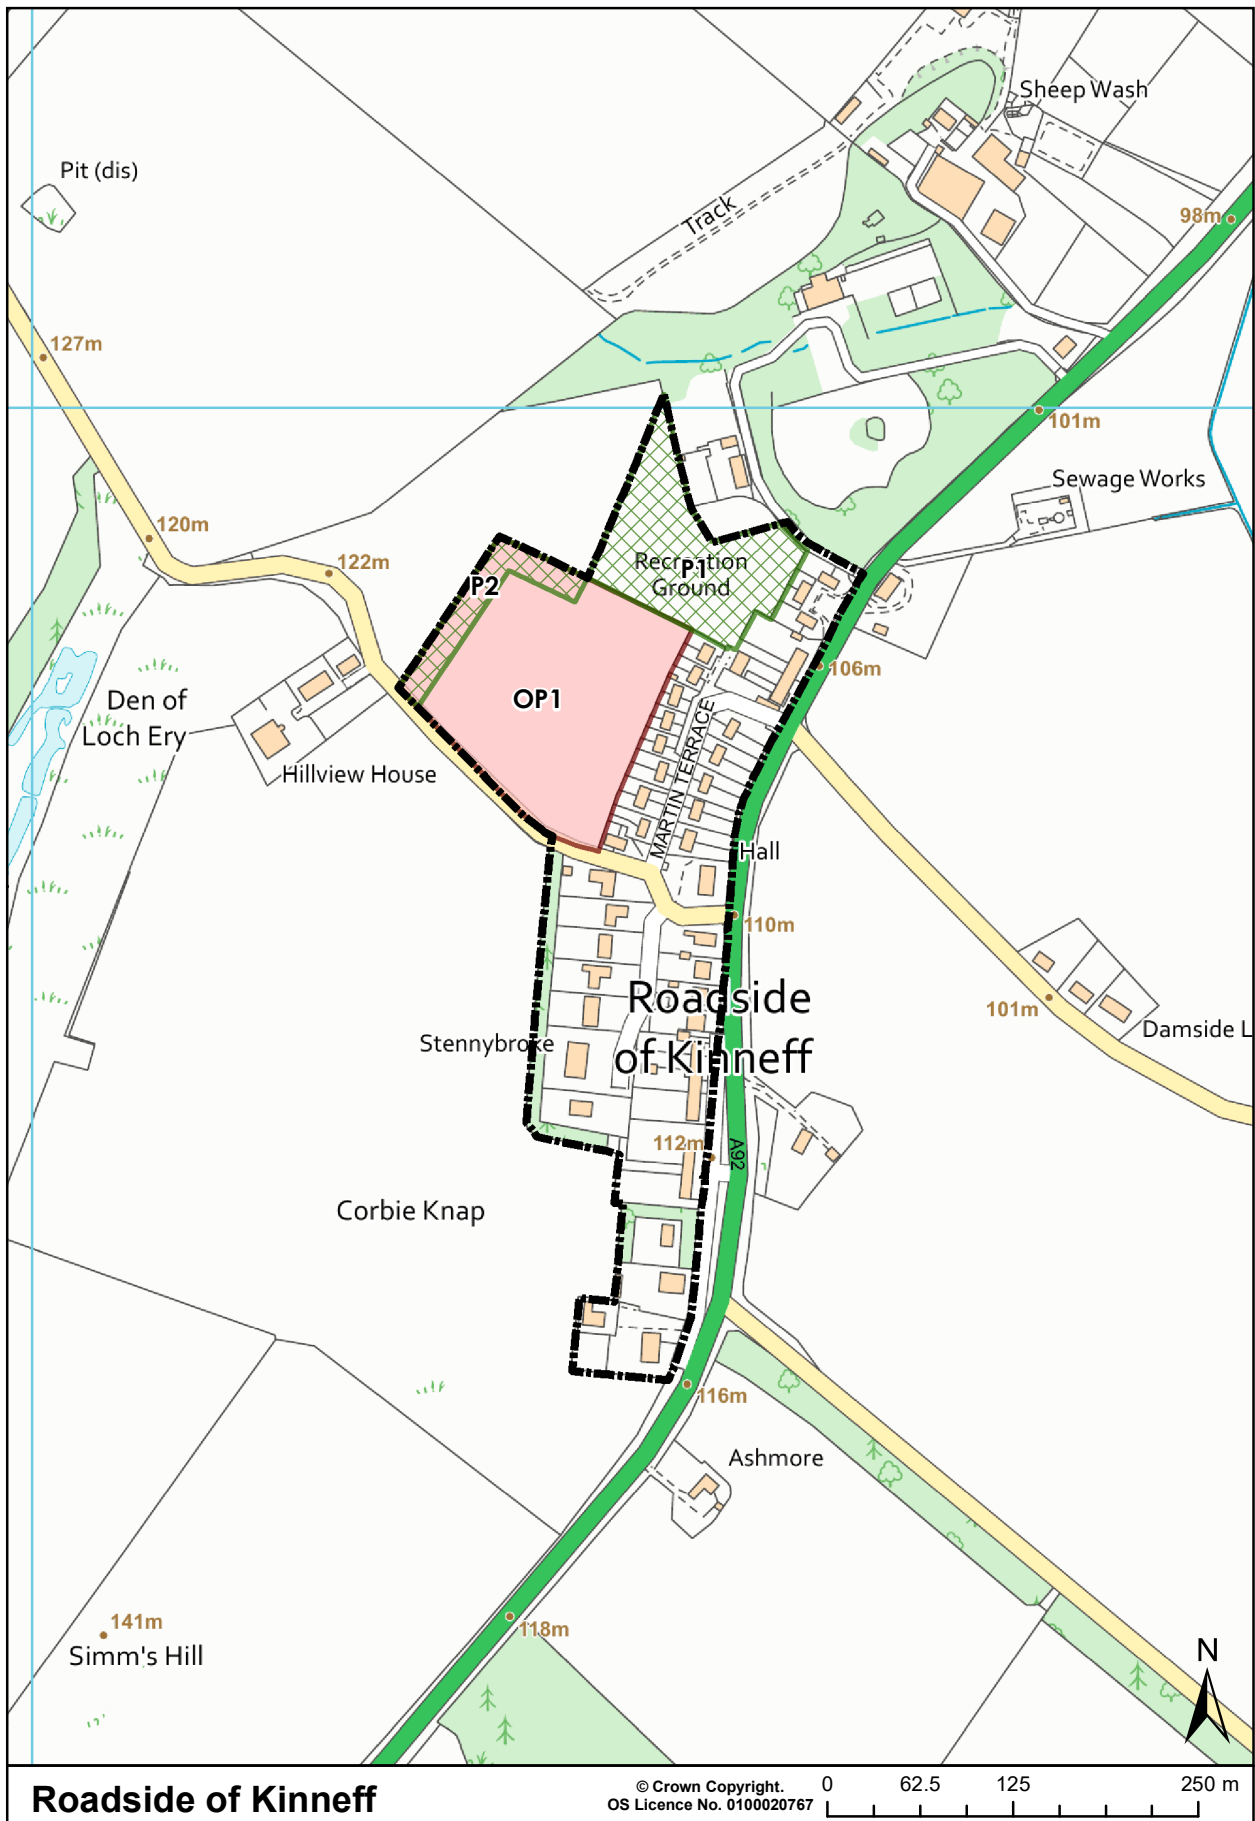 Sheep Wash
Pit (dis)
Track
98m
127m
101m
Sewage Works
120m
122m
Recreation
Ground
P1
P2
106m
OP1
Den of
Loch Ery
MARTIN TERRACE
Hillview House
Hall
110m
Roadside
of Kinneff
101m
Damside L
Stennybroke
112m
A92
Corbie Knap
116m
Ashmore
141m
118m
Simm's Hill
N
Roadside of Kinneff
© Crown Copyright.
OS Licence No. 0100020767
0 62.5 125 250 m